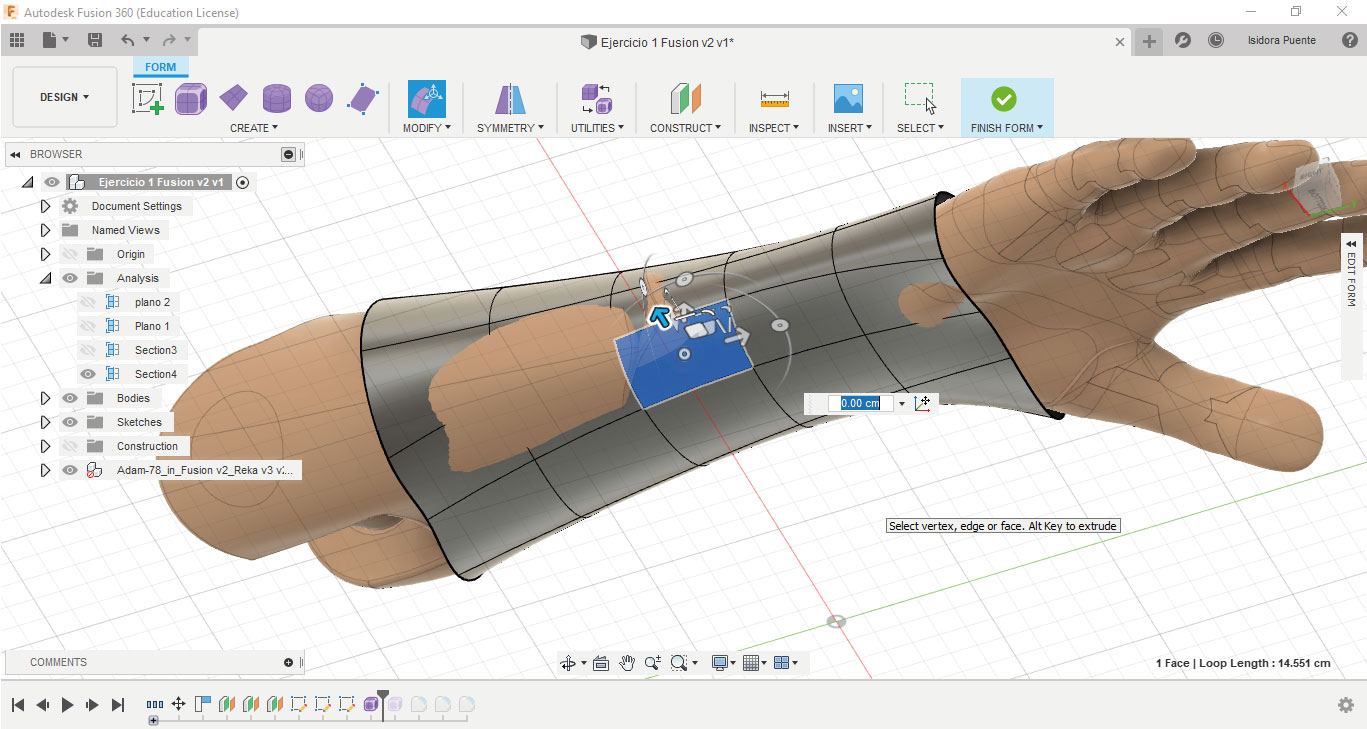 Autodesk Fusion 360 (Education License)
Ejercicio 1 Fusion v2 v1*
Isidora Puente
FORM
DESIGN
CREATE
MODIFY
SYMMETRY
UTILITIES
CONSTRUCT
INSPECT
INSERT
SELECT
FINISH FORM
BROWSER
Ejercicio 1 Fusion v2 v1
Document Settings
Named Views
Origin
Analysis
plano 2
Plano 1
Section3
Section4
Bodies
Sketches
Construction
Adam-78_in_Fusion v2_Reka v3 v:...
RIGHT
EDIT FORM
0.00 cm
Select vertex, edge or face. Alt Key to extrude
COMMENTS
1 Face | Loop Length : 14.551 cm